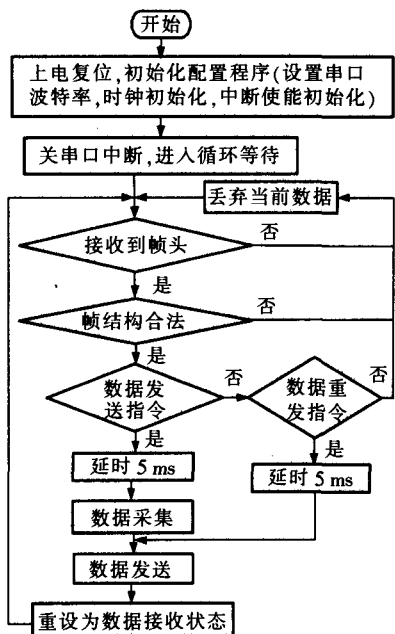 开始
上电复位,初始化配置程序(设置串口
波特率,时钟初始化,中断使能初始化)
关串口中断,进入循环等待
丢弃当前数据
接收到帧头
否
是
帧结构合法
否
是
数据发
送指令
否
数据重
发指令
否
是
是
延时 5 ms
延时 5 ms
数据采集
数据发送
重设为数据接收状态